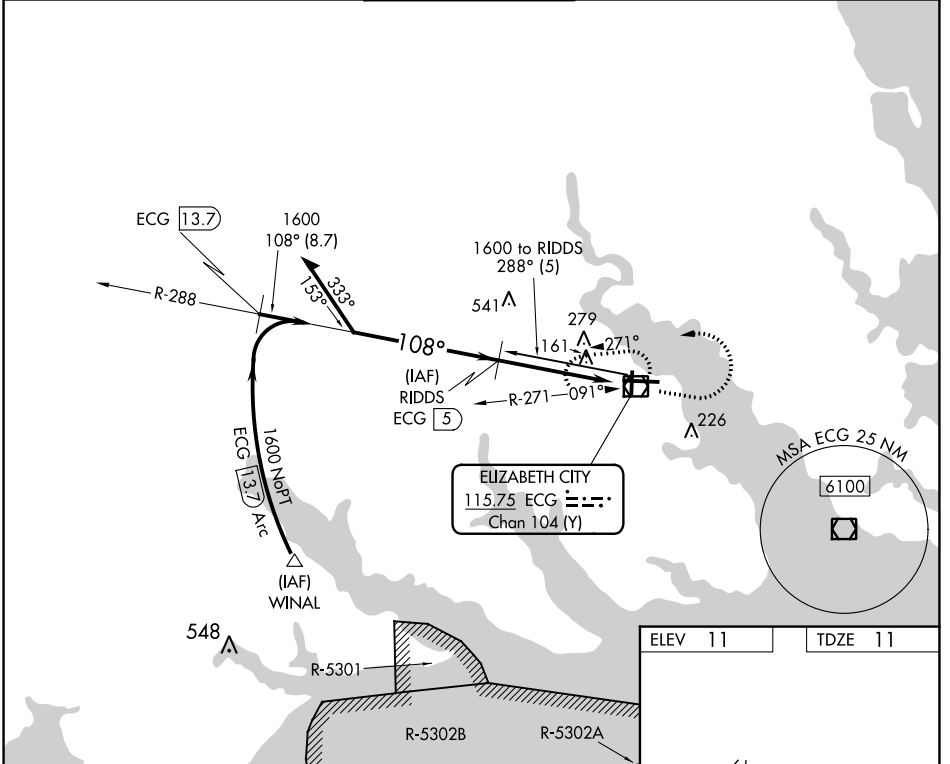 ECG 13.7
1600
108° (8.7)
R-288
333°
153°
1600 to RIDDS
288° (5)
541
279
161
271°
108°
(IAF)
RIDDS
ECG 5
R-271
091°
226
ECG 13.7 Arc
1600 NoPT
ELIZABETH CITY
115.75 ECG
Chan 104 (Y)
MSA ECG 25 NM
6100
(IAF)
WINAL
548
R-5301
R-5302B
R-5302A
ELEV 11
TDZE 11